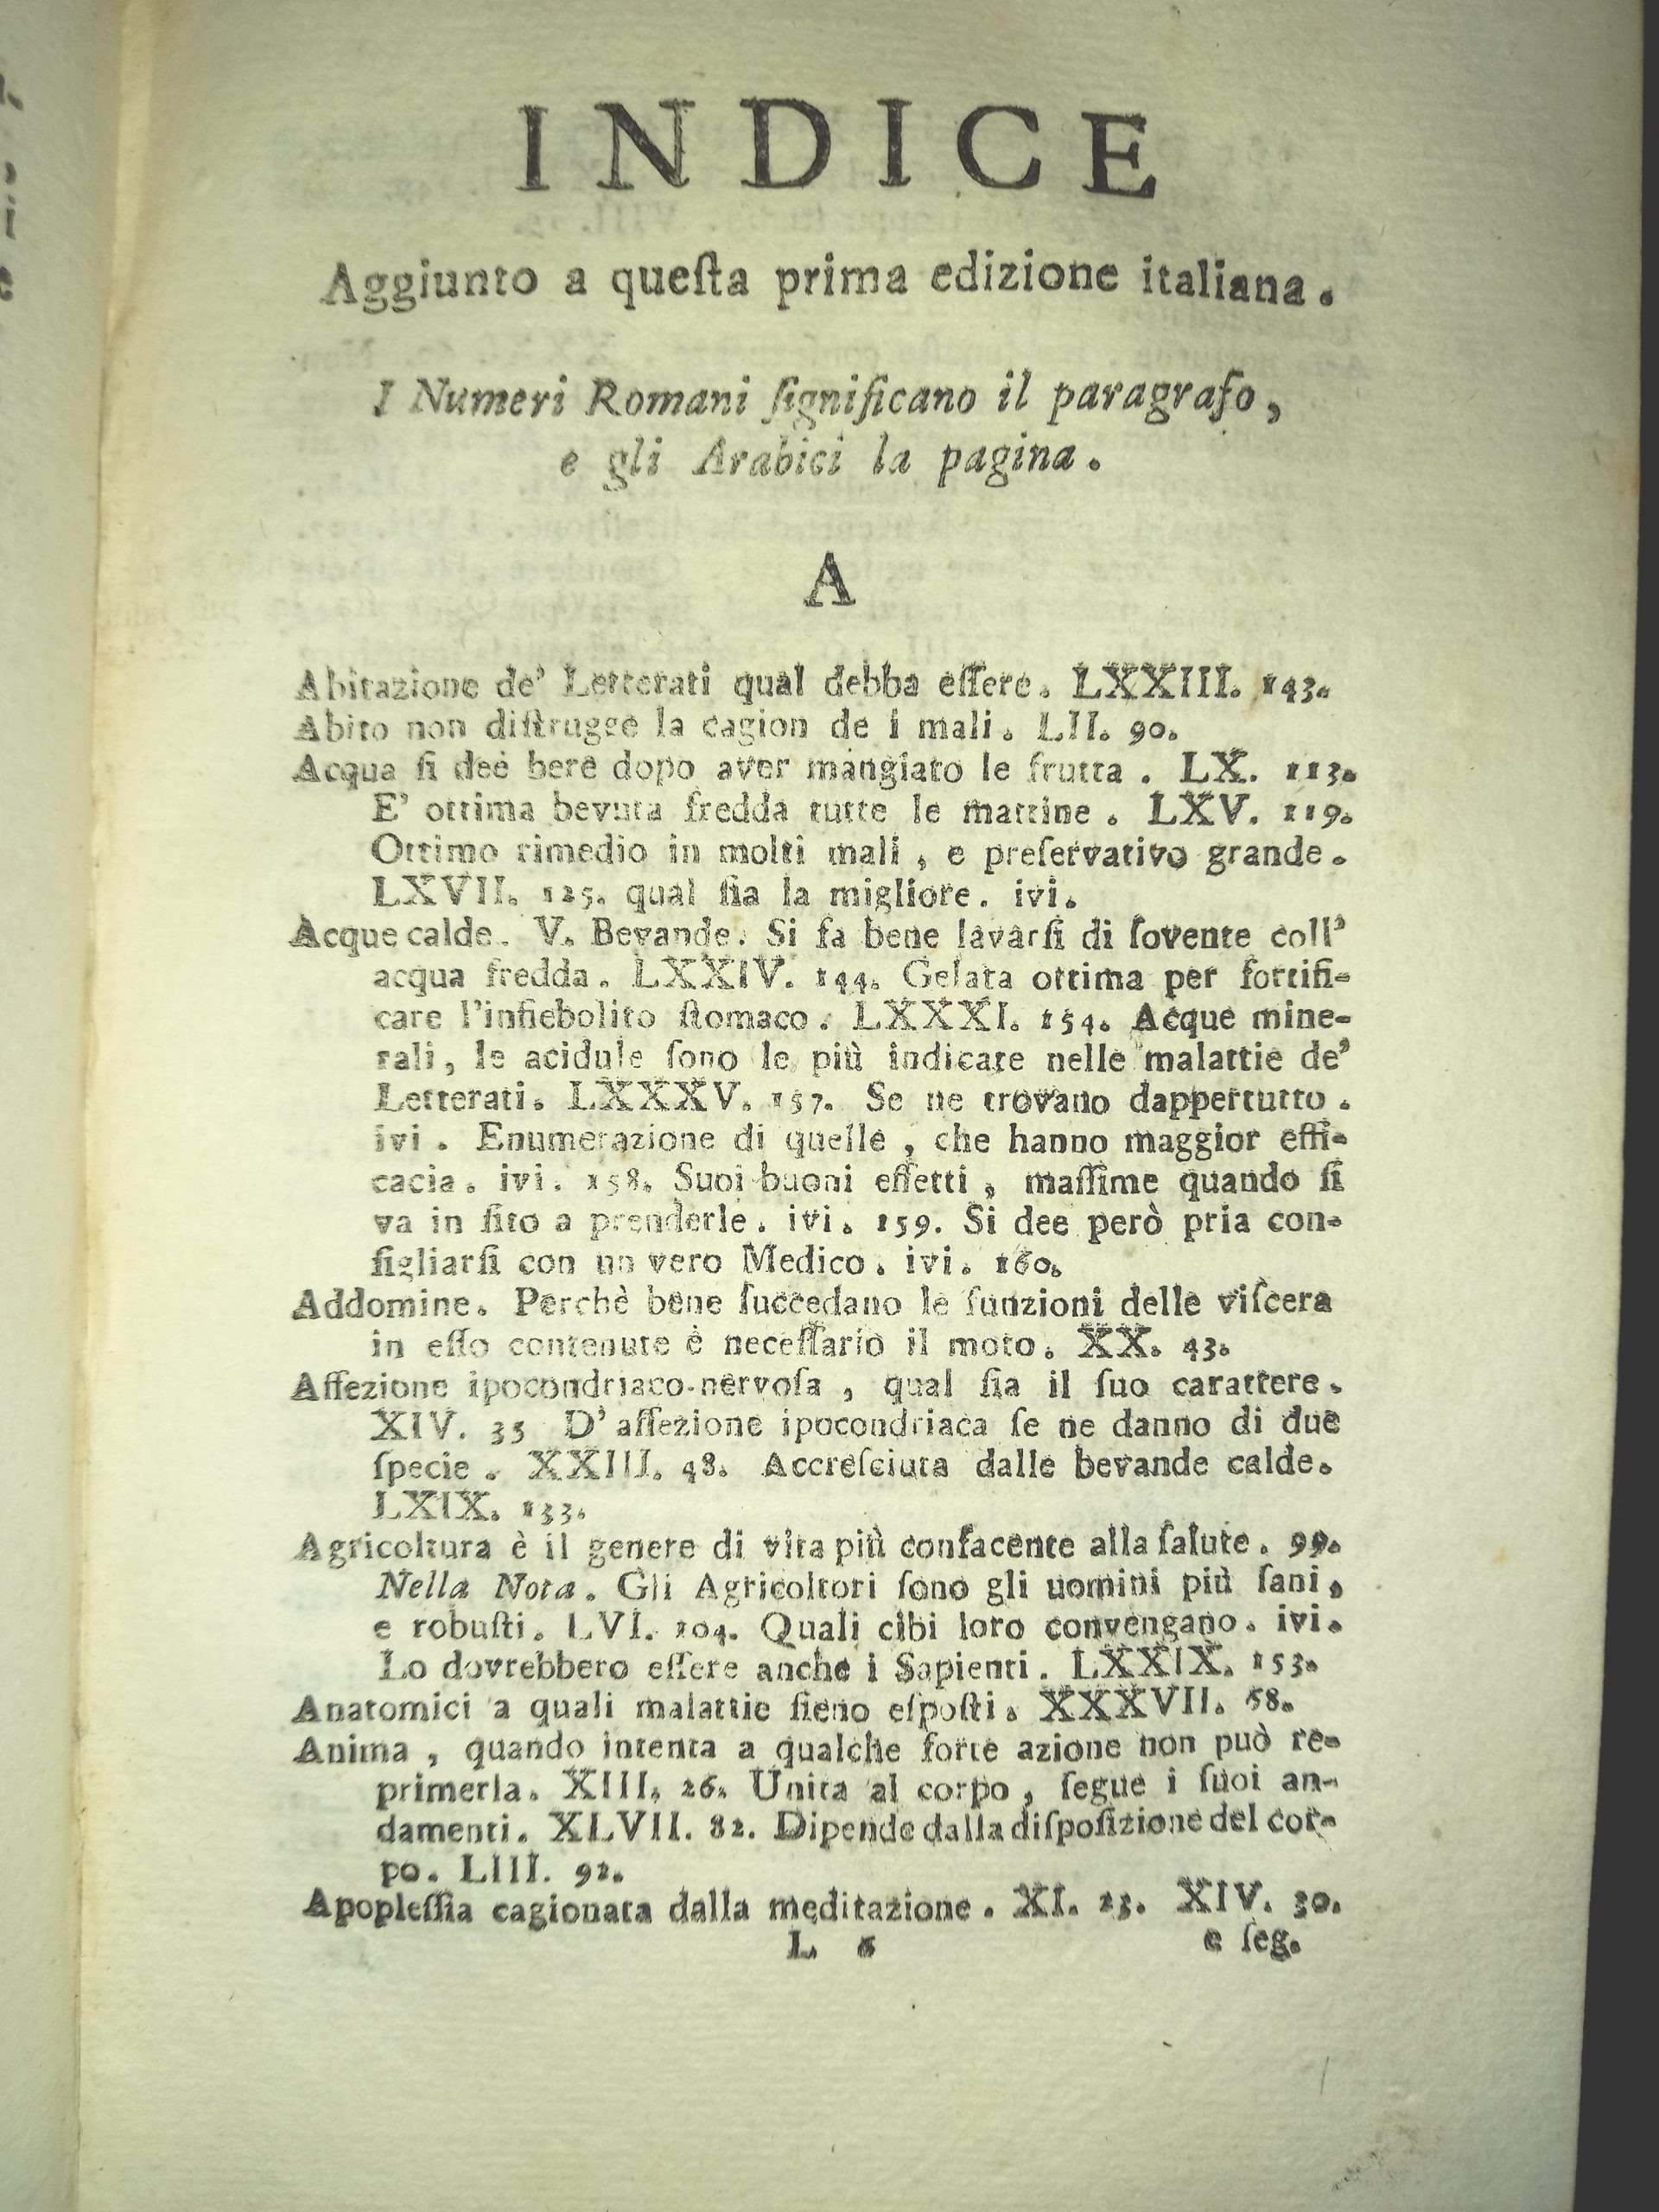 INDICE
Aggiunto a queſta prima edizione italiana.
I Numeri Romani ſignificano il paragrafo,
e gli Arabici la pagina.
A
Abitazione de' Letterati qual debba eſſere. LXXIII. 143.
Abito non diſtrugge la cagion de i mali. LII. 90.
Acqua ſi dee bere dopo aver mangiato le frutta. LX. 113.
E' ottima bevuta fredda tutte le mattine. LXV. 119.
Ottimo rimedio in molti mali, e preſervativo grande.
LXVII. 125. qual ſia la migliore. ivi.
Acque calde. V. Bevande. Si fa bene lavarſi di ſovente coll'
acqua fredda. LXXIV. 144. Gelata ottima per fortifi-
care l'infiebolito ſtomaco. LXXXI. 154. Acque mine-
rali, le acidule ſono le più indicate nelle malattie de'
Letterati. LXXXV. 157. Se ne trovano dappertutto.
ivi. Enumerazione di quelle, che hanno maggior effi-
cacia. ivi. 158. Suoi buoni effetti, maſſime quando ſi
va in ſito a prenderle. ivi. 159. Si dee però pria con-
ſigliarſi con un vero Medico. ivi. 160.
Addomine. Perchè bene ſuccedano le funzioni delle viſcera
in eſſo contenute è neceſſario il moto. XX. 43.
Affezione ipocondriaco-nervoſa, qual ſia il ſuo carattere.
XIV. 35 D'affezione ipocondriaca ſe ne danno di due
ſpecie. XXIII. 48. Accreſciuta dalle bevande calde.
LXIX. 133.
Agricoltura è il genere di vita più confacente alla ſalute. 99.
Nella Nota. Gli Agricoltori ſono gli uomini più ſani,
e robuſti. LVI. 104. Quali cibi loro convengano. ivi.
Lo dovrebbero eſſere anche i Sapienti. LXXIX. 153.
Anatomici a quali malattie ſieno eſpoſti. XXXVII. 68.
Anima, quando intenta a qualche forte azione non può re-
primerla. XIII. 26. Unita al corpo, ſegue i ſuoi an-
damenti. XLVII. 82. Dipende dalla diſpoſizione del cor-
po. LIII. 92.
Apopleſſia cagionata dalla meditazione. XI. 23. XIV. 30.
L 6 e ſeg.